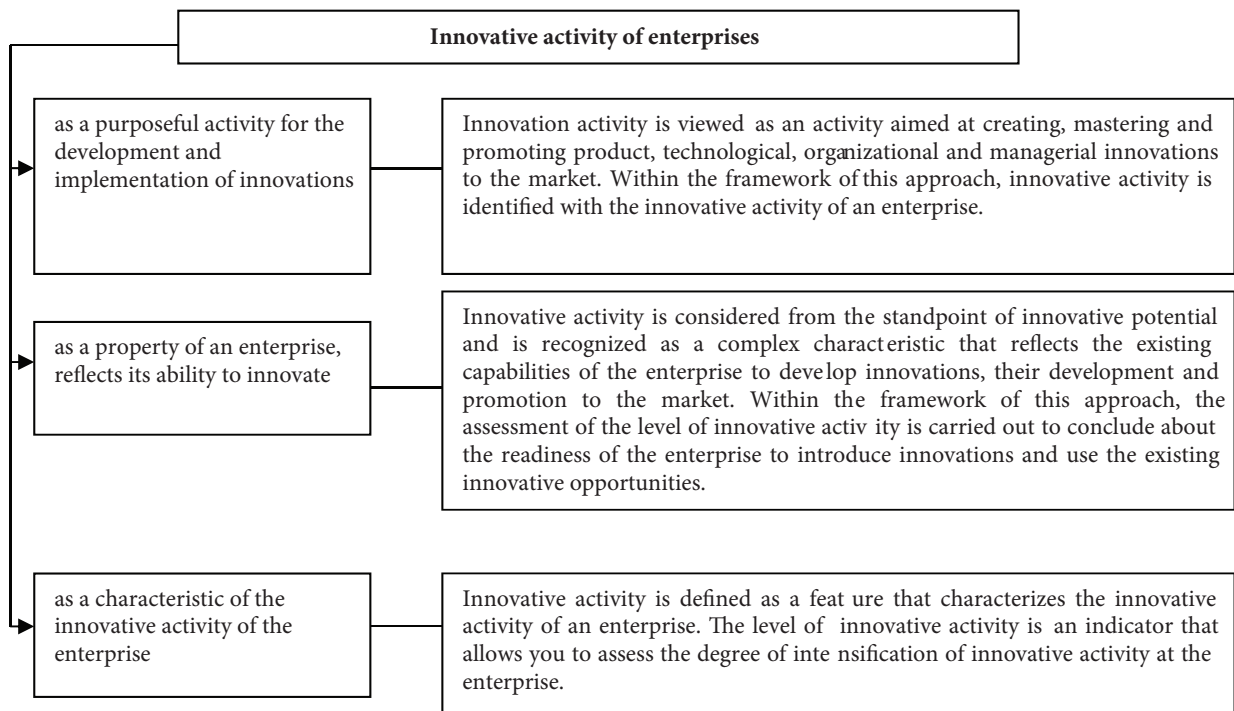 Innovative activity of enterprises
as a purposeful activity for the
development and
implementation of innovations
Innovation activity is viewed as an activity aimed at creating, mastering and
promoting product, technological, organizational and managerial innovations
to the market. Within the framework of this approach, innovative activity is
identified with the innovative activity of an enterprise.
as a property of an enterprise,
reflects its ability to innovate
Innovative activity is considered from the standpoint of innovative potential
and is recognized as a complex characteristic that reflects the existing
capabilities of the enterprise to develop innovations, their development and
promotion to the market. Within the framework of this approach, the
assessment of the level of innovative activ ity is carried out to conclude about
the readiness of the enterprise to introduce innovations and use the existing
innovative opportunities.
as a characteristic of the
innovative activity of the
enterprise
Innovative activity is defined as a feat ure that characterizes the innovative
activity of an enterprise. The level of innovative activity is an indicator that
allows you to assess the degree of inte nsification of innovative activity at the
enterprise.